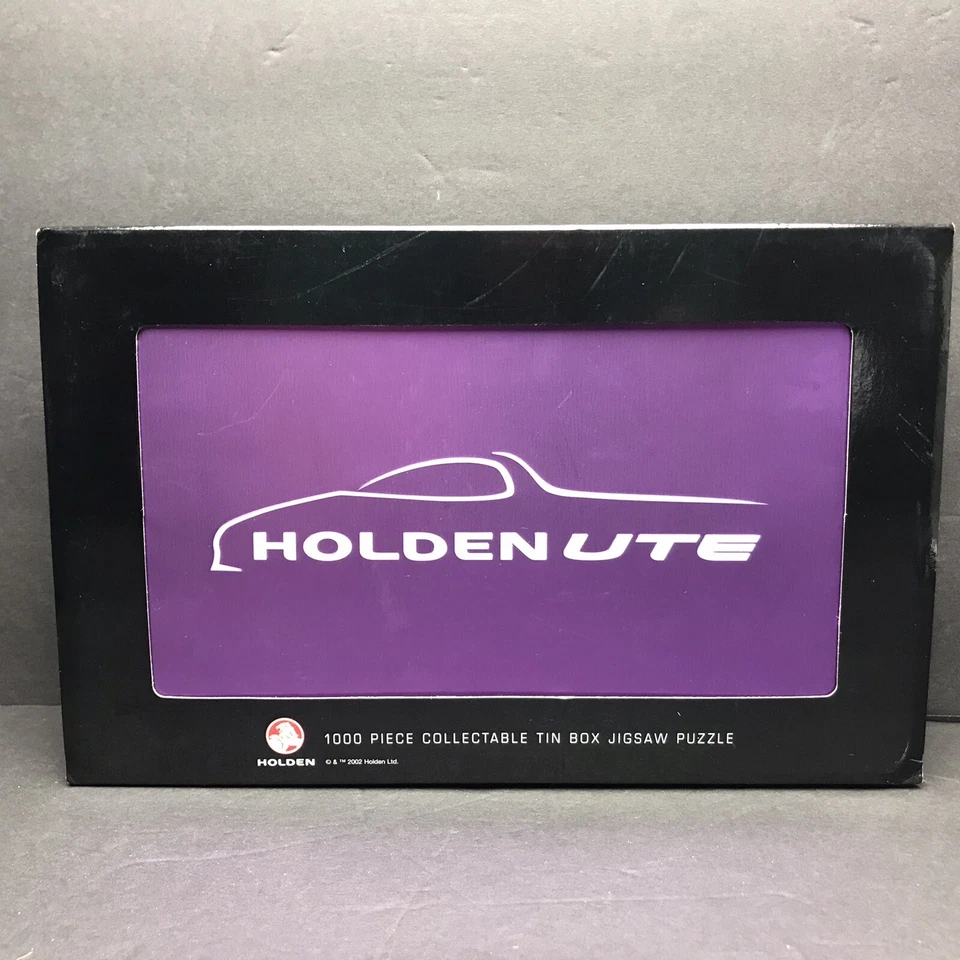 HOLDEN UTE
1000 PIECE COLLECTABLE TIN BOX JIGSAW PUZZLE
HOLDEN © & ™ 2002 Holden Ltd.